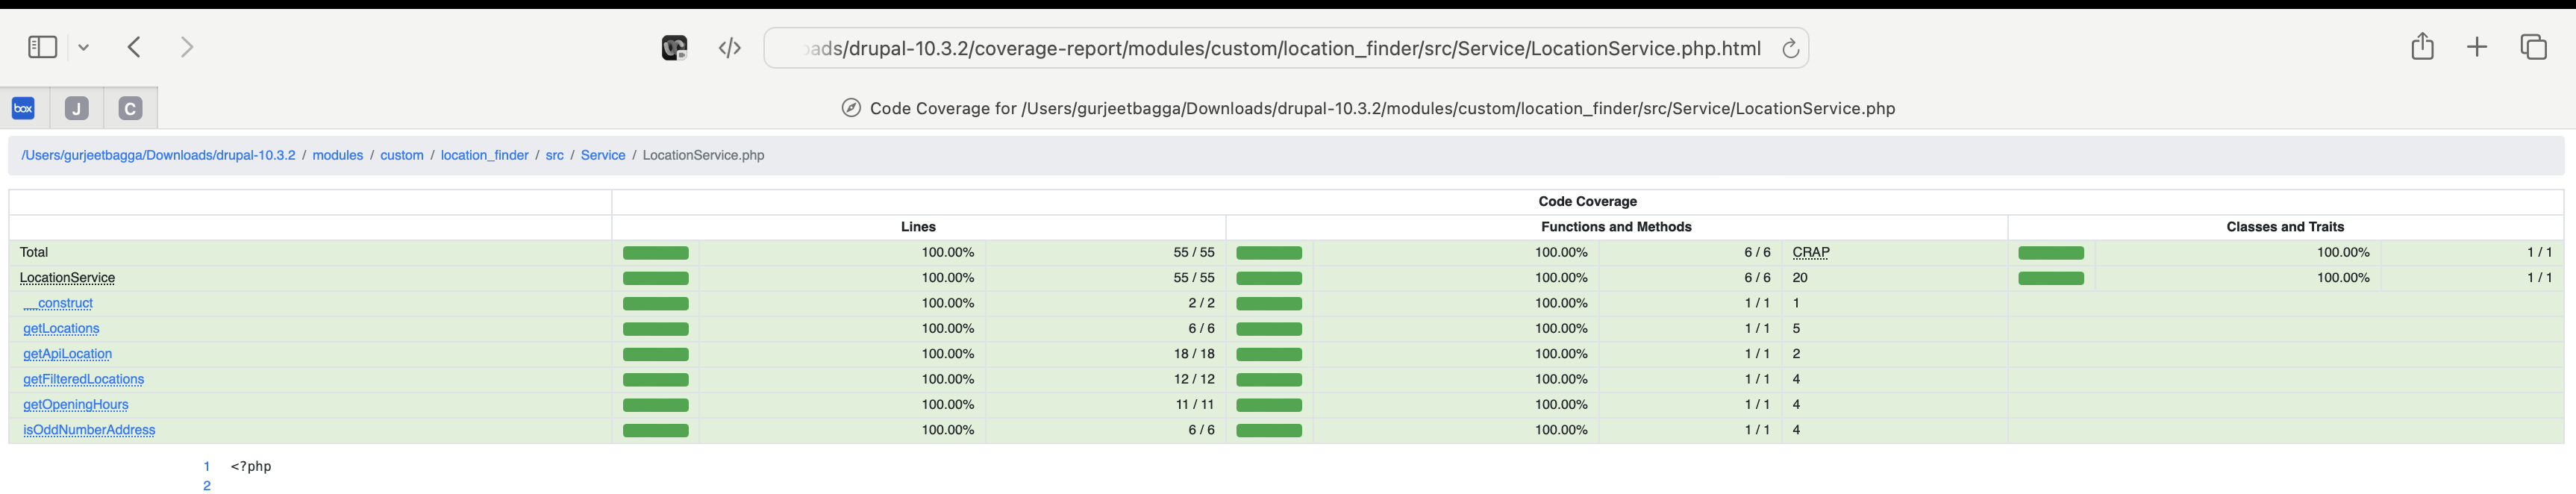 ads/drupal-10.3.2/coverage-report/modules/custom/location_finder/src/Service/LocationService.php.html
box J C Code Coverage for /Users/gurjeetbagga/Downloads/drupal-10.3.2/modules/custom/location_finder/src/Service/LocationService.php
/Users/gurjeetbagga/Downloads/drupal-10.3.2 / modules / custom / location_finder / src / Service / LocationService.php
Code Coverage
Lines Functions and Methods Classes and Traits
Total 100.00% 55 / 55 100.00% 6 / 6 CRAP 100.00% 1 / 1
LocationService 100.00% 55 / 55 100.00% 6 / 6 20 100.00% 1 / 1
__construct 100.00% 2 / 2 100.00% 1 / 1 1
getLocations 100.00% 6 / 6 100.00% 1 / 1 5
getApiLocation 100.00% 18 / 18 100.00% 1 / 1 2
getFilteredLocations 100.00% 12 / 12 100.00% 1 / 1 4
getOpeningHours 100.00% 11 / 11 100.00% 1 / 1 4
isOddNumberAddress 100.00% 6 / 6 100.00% 1 / 1 4
1 <?php
2